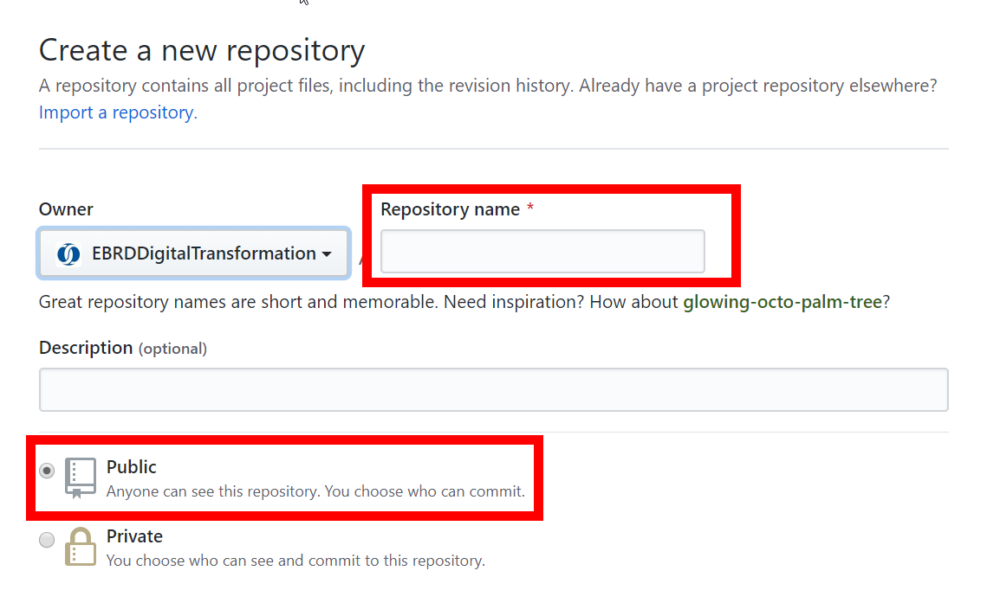 Create a new repository
A repository contains all project files, including the revision history. Already have a project repository elsewhere?
Import a repository.
Owner
Repository name *
EBRDDigitalTransformation
/
Great repository names are short and memorable. Need inspiration? How about glowing-octo-palm-tree?
Description (optional)
Public
Anyone can see this repository. You choose who can commit.
Private
You choose who can see and commit to this repository.